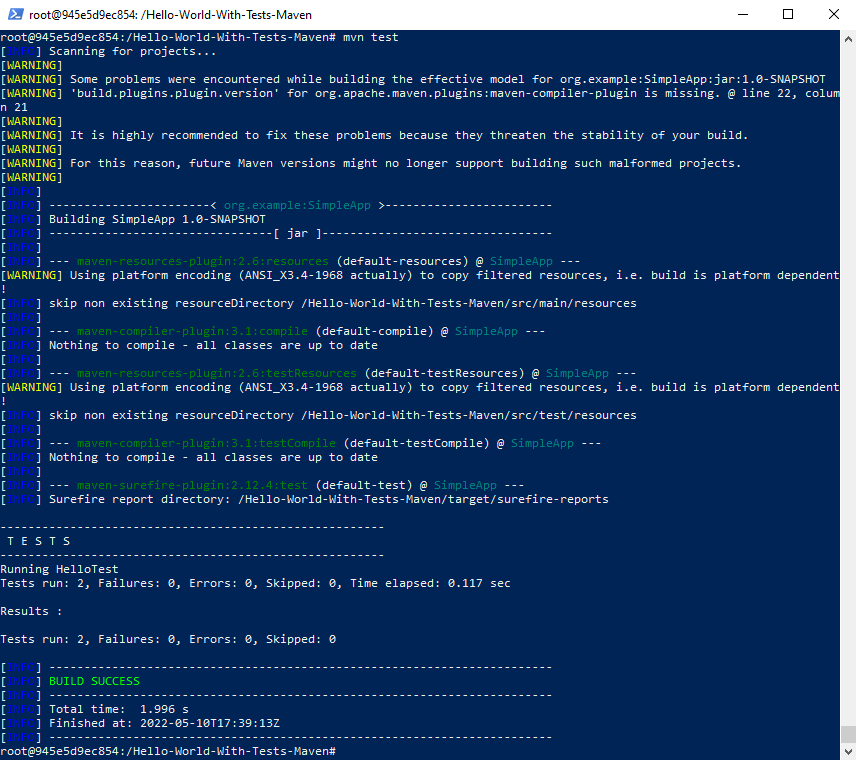 root@945e5d9ec854: /Hello-World-With-Tests-Maven
root@945e5d9ec854:/Hello-World-With-Tests-Maven# mvn test
[INFO] Scanning for projects...
[WARNING]
[WARNING] Some problems were encountered while building the effective model for org.example:SimpleApp:jar:1.0-SNAPSHOT
[WARNING] 'build.plugins.plugin.version' for org.apache.maven.plugins:maven-compiler-plugin is missing. @ line 22, colum
n 21
[WARNING]
[WARNING] It is highly recommended to fix these problems because they threaten the stability of your build.
[WARNING]
[WARNING] For this reason, future Maven versions might no longer support building such malformed projects.
[WARNING]
[INFO]
[INFO] -----------------------< org.example:SimpleApp >------------------------
[INFO] Building SimpleApp 1.0-SNAPSHOT
[INFO] --------------------------------[ jar ]---------------------------------
[INFO]
[INFO] --- maven-resources-plugin:2.6:resources (default-resources) @ SimpleApp ---
[WARNING] Using platform encoding (ANSI_X3.4-1968 actually) to copy filtered resources, i.e. build is platform dependent
!
[INFO] skip non existing resourceDirectory /Hello-World-With-Tests-Maven/src/main/resources
[INFO]
[INFO] --- maven-compiler-plugin:3.1:compile (default-compile) @ SimpleApp ---
[INFO] Nothing to compile - all classes are up to date
[INFO]
[INFO] --- maven-resources-plugin:2.6:testResources (default-testResources) @ SimpleApp ---
[WARNING] Using platform encoding (ANSI_X3.4-1968 actually) to copy filtered resources, i.e. build is platform dependent
!
[INFO] skip non existing resourceDirectory /Hello-World-With-Tests-Maven/src/test/resources
[INFO]
[INFO] --- maven-compiler-plugin:3.1:testCompile (default-testCompile) @ SimpleApp ---
[INFO] Nothing to compile - all classes are up to date
[INFO]
[INFO] --- maven-surefire-plugin:2.12.4:test (default-test) @ SimpleApp ---
[INFO] Surefire report directory: /Hello-World-With-Tests-Maven/target/surefire-reports
-------------------------------------------------------
T E S T S
-------------------------------------------------------
Running HelloTest
Tests run: 2, Failures: 0, Errors: 0, Skipped: 0, Time elapsed: 0.117 sec
Results :
Tests run: 2, Failures: 0, Errors: 0, Skipped: 0
[INFO] ------------------------------------------------------------------------
[INFO] BUILD SUCCESS
[INFO] ------------------------------------------------------------------------
[INFO] Total time:  1.996 s
[INFO] Finished at: 2022-05-10T17:39:13Z
[INFO] ------------------------------------------------------------------------
root@945e5d9ec854:/Hello-World-With-Tests-Maven#